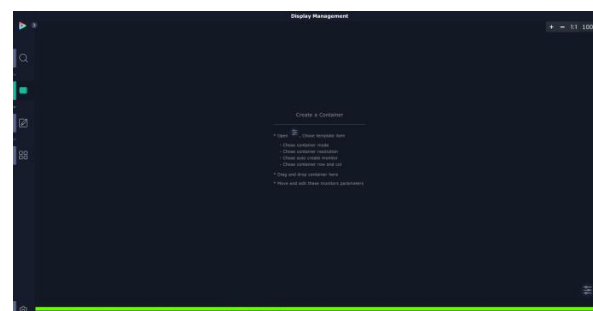 Display Management
+ - 1:1 100
Create a Container
* Open , Chose template item
- Chose container mode
- Chose container resolution
- Chose auto create monitor
- Chose container row and col
* Drag and drop container here
* Move and edit these monitors parameters